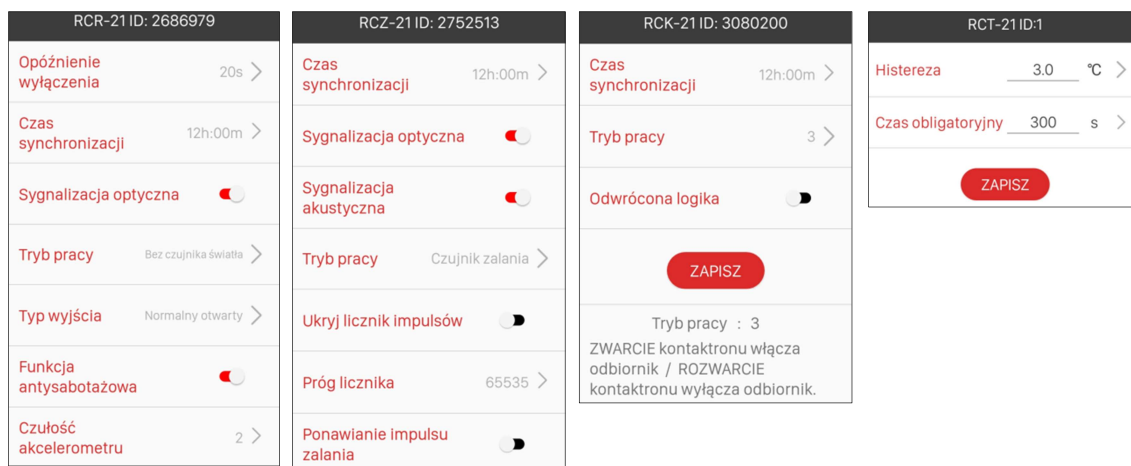 RCR-21 ID: 2686979
Opóźnienie
wyłączenia
20s
Czas
synchronizacji
12h:00m
Sygnalizacja optyczna
Tryb pracy
Bez czujnika światła
Typ wyjścia
Normalny otwarty
Funkcja
antysabotażowa
Czułość
akcelerometru
2
RCZ-21 ID: 2752513
Czas
synchronizacji
12h:00m
Sygnalizacja optyczna
Sygnalizacja
akustyczna
Tryb pracy
Czujnik zalania
Ukryj licznik impulsów
Próg licznika
65535
Ponawianie impulsu
zalania
RCK-21 ID: 3080200
Czas
synchronizacji
12h:00m
Tryb pracy
3
Odwrócona logika
ZAPISZ
Tryb pracy : 3
ZWARCIE kontaktronu włącza
odbiornik / ROZWARCIE
kontaktronu wyłącza odbiornik.
RCT-21 ID:1
Histereza 3.0 °C
Czas obligatoryjny 300 s
ZAPISZ